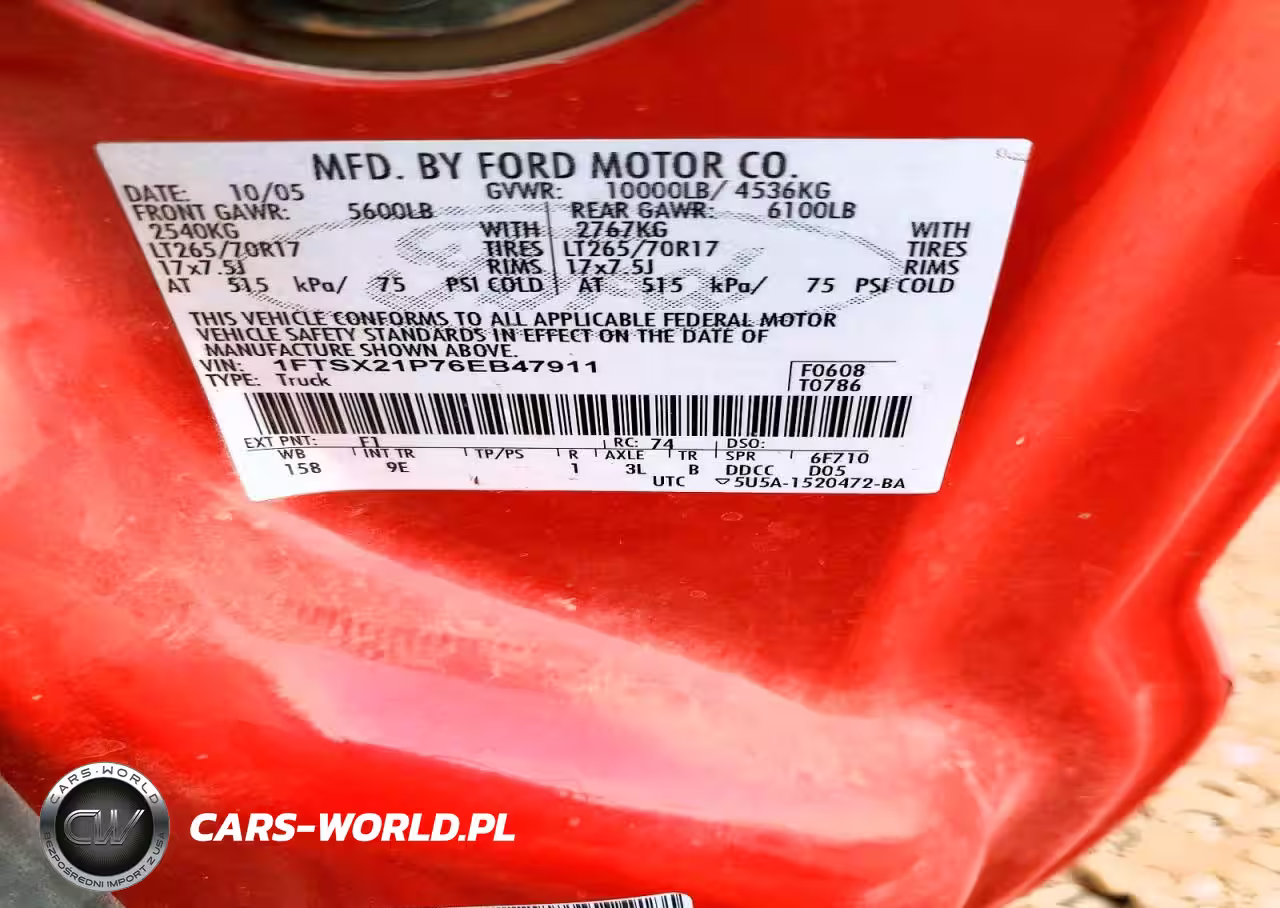 MFD. BY FORD MOTOR CO.
DATE: 10/05 GVWR: 10000LB/ 4536KG
FRONT GAWR: 5600LB REAR GAWR: 6100LB
2540KG WITH 2767KG WITH
LT265/70R17 TIRES LT265/70R17 TIRES
17x7.5J RIMS 17x7.5J RIMS
AT 515 kPa/ 75 PSI COLD AT 515 kPa/ 75 PSI COLD
THIS VEHICLE CONFORMS TO ALL APPLICABLE FEDERAL MOTOR
VEHICLE SAFETY STANDARDS IN EFFECT ON THE DATE OF
MANUFACTURE SHOWN ABOVE.
VIN: 1FTSX21P76EB47911 F0608
TYPE: Truck T0786
EXT PNT: F1 RC: 74 DSO:
WB INT TR TP/PS R AXLE TR SPR 6F710
158 9E 1 3L B DDCC D05
UTC ▽5U5A-1520472-BA
CARS-WORLD
CW
BEZPOŚREDNI IMPORT Z USA
CARS-WORLD.PL